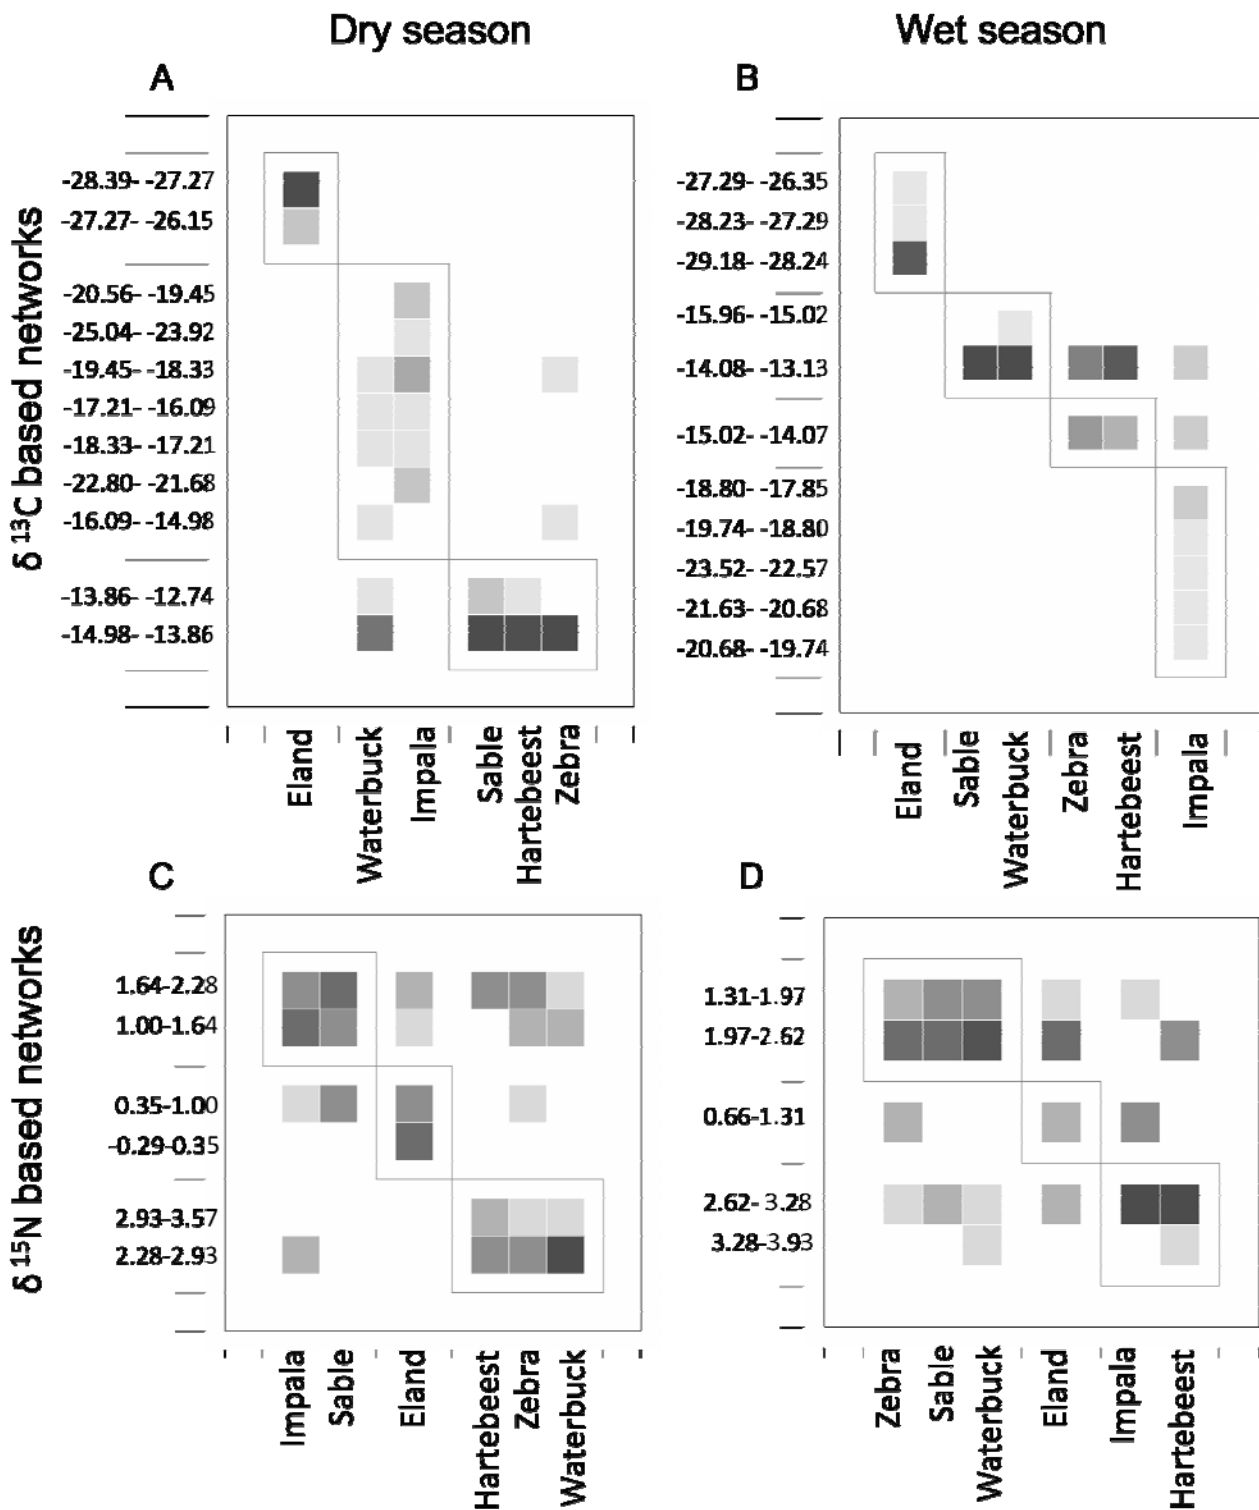 Dry season
Wet season
A
B
δ ¹³C based networks
-28.39- -27.27
-27.27- -26.15
-20.56- -19.45
-25.04- -23.92
-19.45- -18.33
-17.21- -16.09
-18.33- -17.21
-22.80- -21.68
-16.09- -14.98
-13.86- -12.74
-14.98- -13.86
-27.29- -26.35
-28.23- -27.29
-29.18- -28.24
-15.96- -15.02
-14.08- -13.13
-15.02- -14.07
-18.80- -17.85
-19.74- -18.80
-23.52- -22.57
-21.63- -20.68
-20.68- -19.74
Eland
Waterbuck
Impala
Sable
Hartebeest
Zebra
Eland
Sable
Waterbuck
Zebra
Hartebeest
Impala
C
D
δ ¹⁵N based networks
1.64-2.28
1.00-1.64
0.35-1.00
-0.29-0.35
2.93-3.57
2.28-2.93
1.31-1.97
1.97-2.62
0.66-1.31
2.62- 3.28
3.28-3.93
Impala
Sable
Eland
Hartebeest
Zebra
Waterbuck
Zebra
Sable
Waterbuck
Eland
Impala
Hartebeest